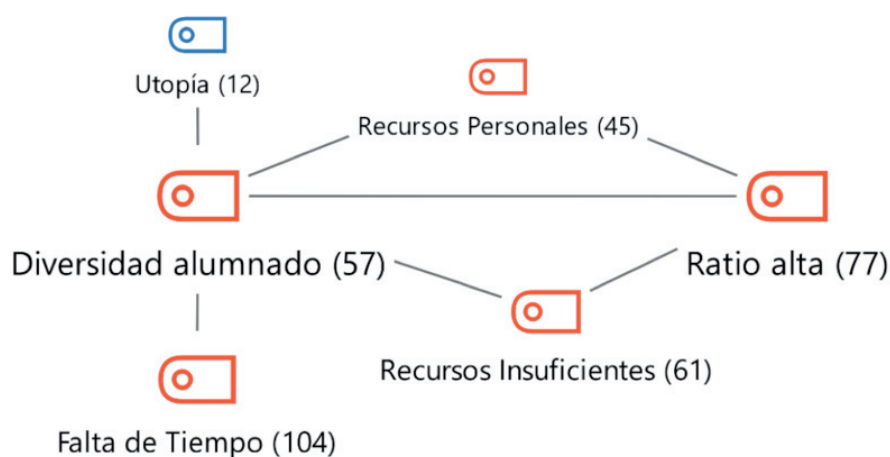 Utopía (12)
Recursos Personales (45)
Diversidad alumnado (57)
Ratio alta (77)
Recursos Insuficientes (61)
Falta de Tiempo (104)